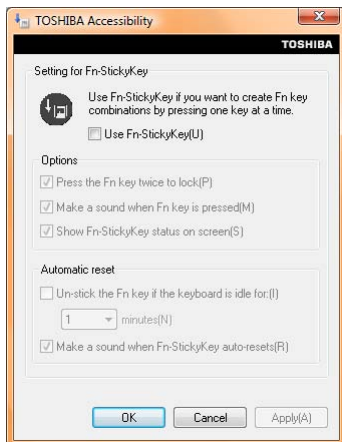 TOSHIBA Accessibility
TOSHIBA
Setting for Fn-StickyKey
Use Fn-StickyKey if you want to create Fn key
combinations by pressing one key at a time.
Use Fn-StickyKey(U)
Options
Press the Fn key twice to lock(P)
Make a sound when Fn key is pressed(M)
Show Fn-StickyKey status on screen(S)
Automatic reset
Un-stick the Fn key if the keyboard is idle for:(I)
1 minutes(N)
Make a sound when Fn-StickyKey auto-resets(R)
OK Cancel Apply(A)